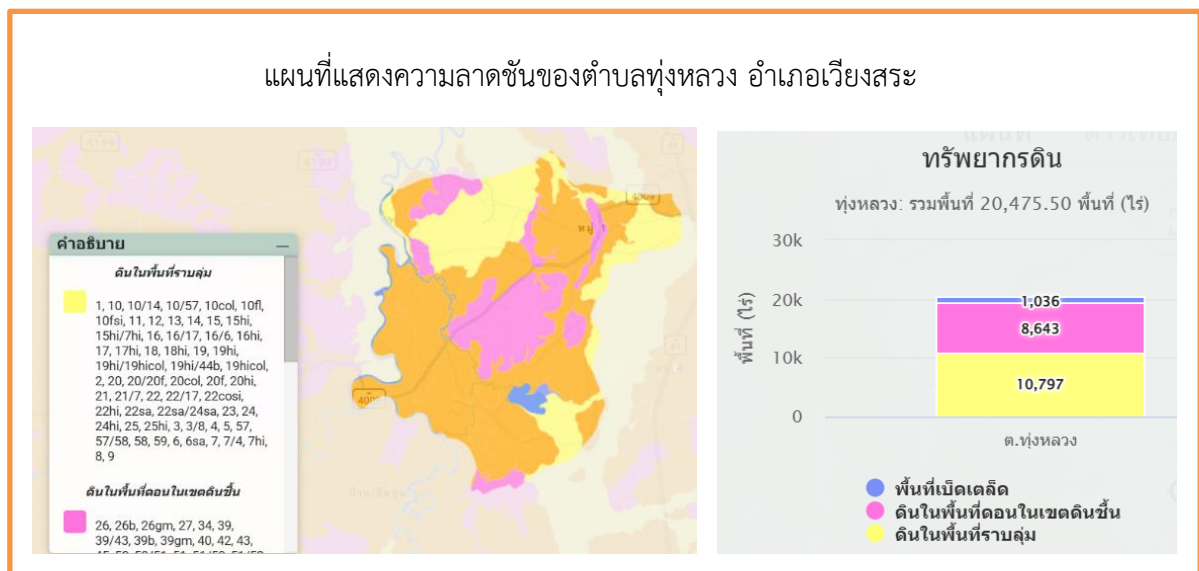 แผนที่แสดงความลาดชันของตำบลทุ่งหลวง อำเภอเวียงสระ
4009
หมู่
คำอธิบาย
ดินในพื้นที่ราบลุ่ม
1, 10, 10/14, 10/57, 10col, 10fl,
10fsi, 11, 12, 13, 14, 15, 15hi,
15hi/7hi, 16, 16/17, 16/6, 16hi,
17, 17hi, 18, 18hi, 19, 19hi,
19hi/19hicol, 19hi/44b, 19hicol,
2, 20, 20/20f, 20col, 20f, 20hi,
21, 21/7, 22, 22/17, 22cosi,
22hi, 22sa, 22sa/24sa, 23, 24,
24hi, 25, 25hi, 3, 3/8, 4, 5, 57,
57/58, 58, 59, 6, 6sa, 7, 7/4, 7hi,
8, 9
ดินในพื้นที่ดอนในเขตดินชื้น
26, 26b, 26gm, 27, 34, 39,
39/43, 39b, 39gm, 40, 42, 43,
ทรัพยากรดิน
ทุ่งหลวง: รวมพื้นที่ 20,475.50 พื้นที่ (ไร่)
พื้นที่ (ไร่)
30k
20k
10k
0
1,036
8,643
10,797
ต.ทุ่งหลวง
พื้นที่เบ็ดเตล็ด
ดินในพื้นที่ดอนในเขตดินชื้น
ดินในพื้นที่ราบลุ่ม